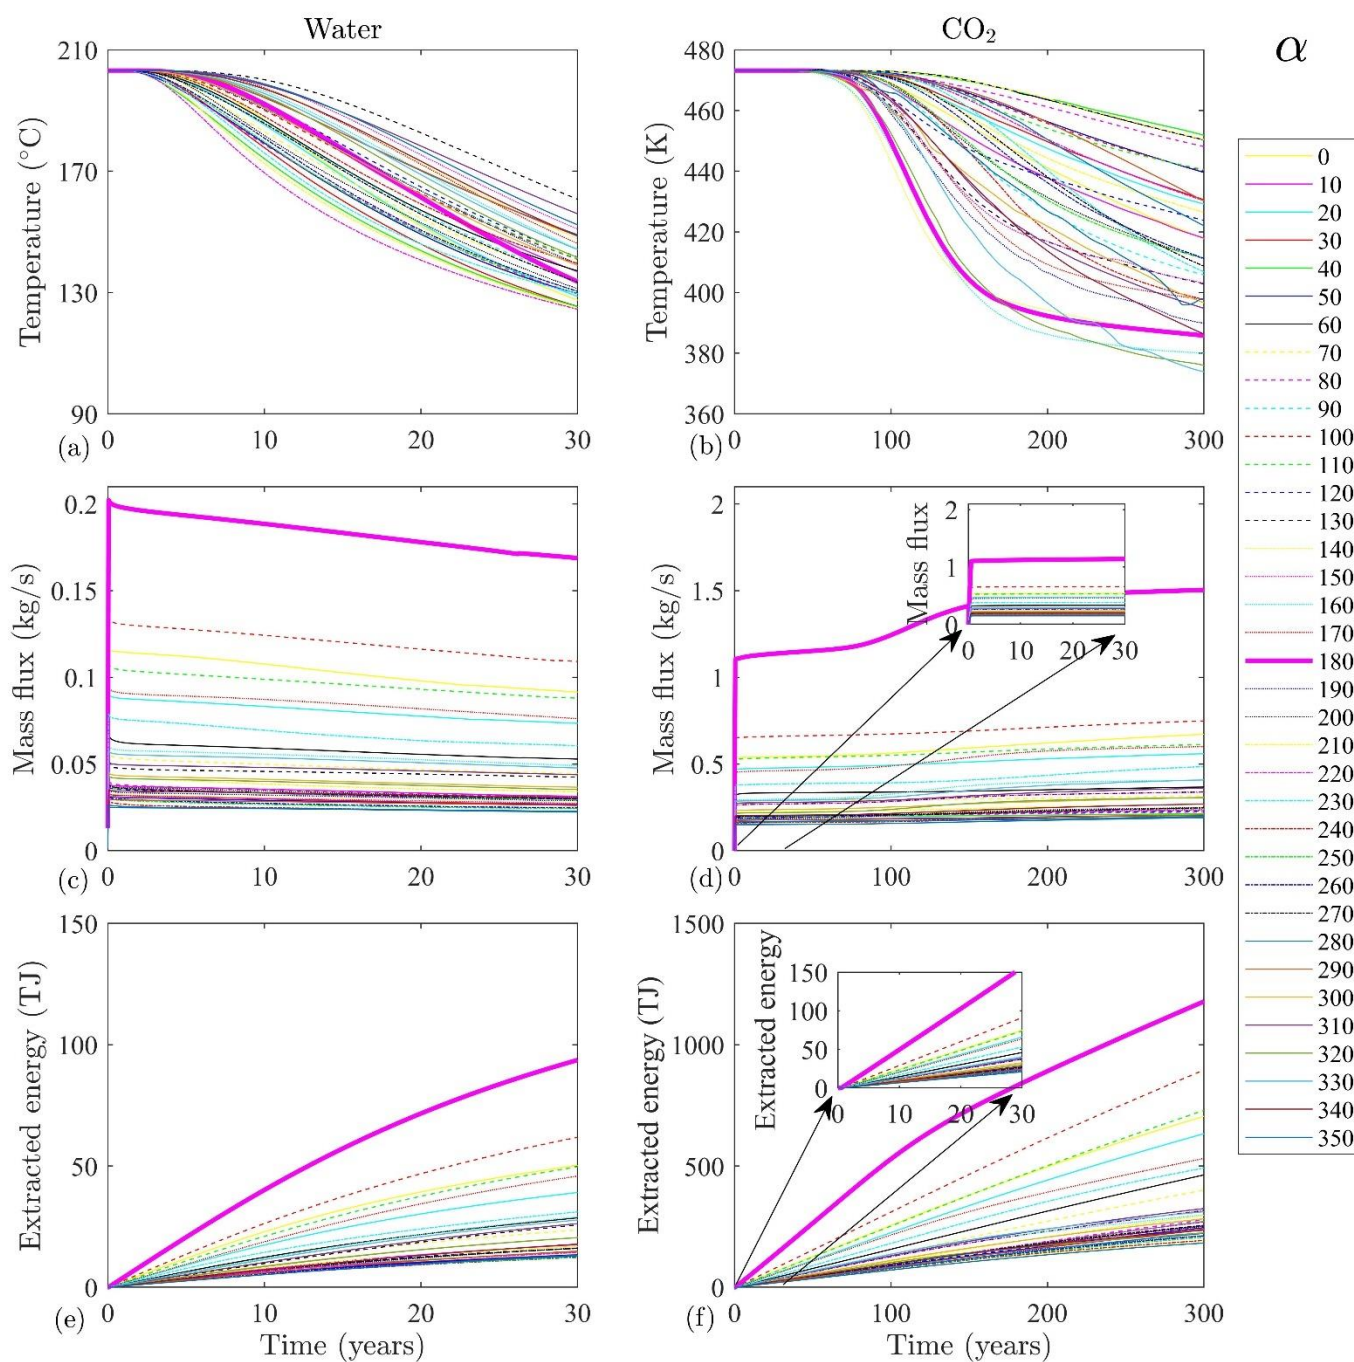 Water
CO₂
α
210
170
130
90
Temperature (°C)
0 10 20 30
(a)
480
460
440
420
400
380
360
Temperature (K)
0 100 200 300
(b)
0.2
0.15
0.1
0.05
0
Mass flux (kg/s)
0 10 20 30
(c)
2
1.5
1
0.5
0
Mass flux (kg/s)
0 100 200 300
(d)
2
1
0
Mass flux
0 10 20 30
150
100
50
0
Extracted energy (TJ)
0 10 20 30
(e)
Time (years)
1500
1000
500
0
Extracted energy (TJ)
0 100 200 300
(f)
Time (years)
150
100
50
0
Extracted energy
0 10 20 30
0
10
20
30
40
50
60
70
80
90
100
110
120
130
140
150
160
170
180
190
200
210
220
230
240
250
260
270
280
290
300
310
320
330
340
350